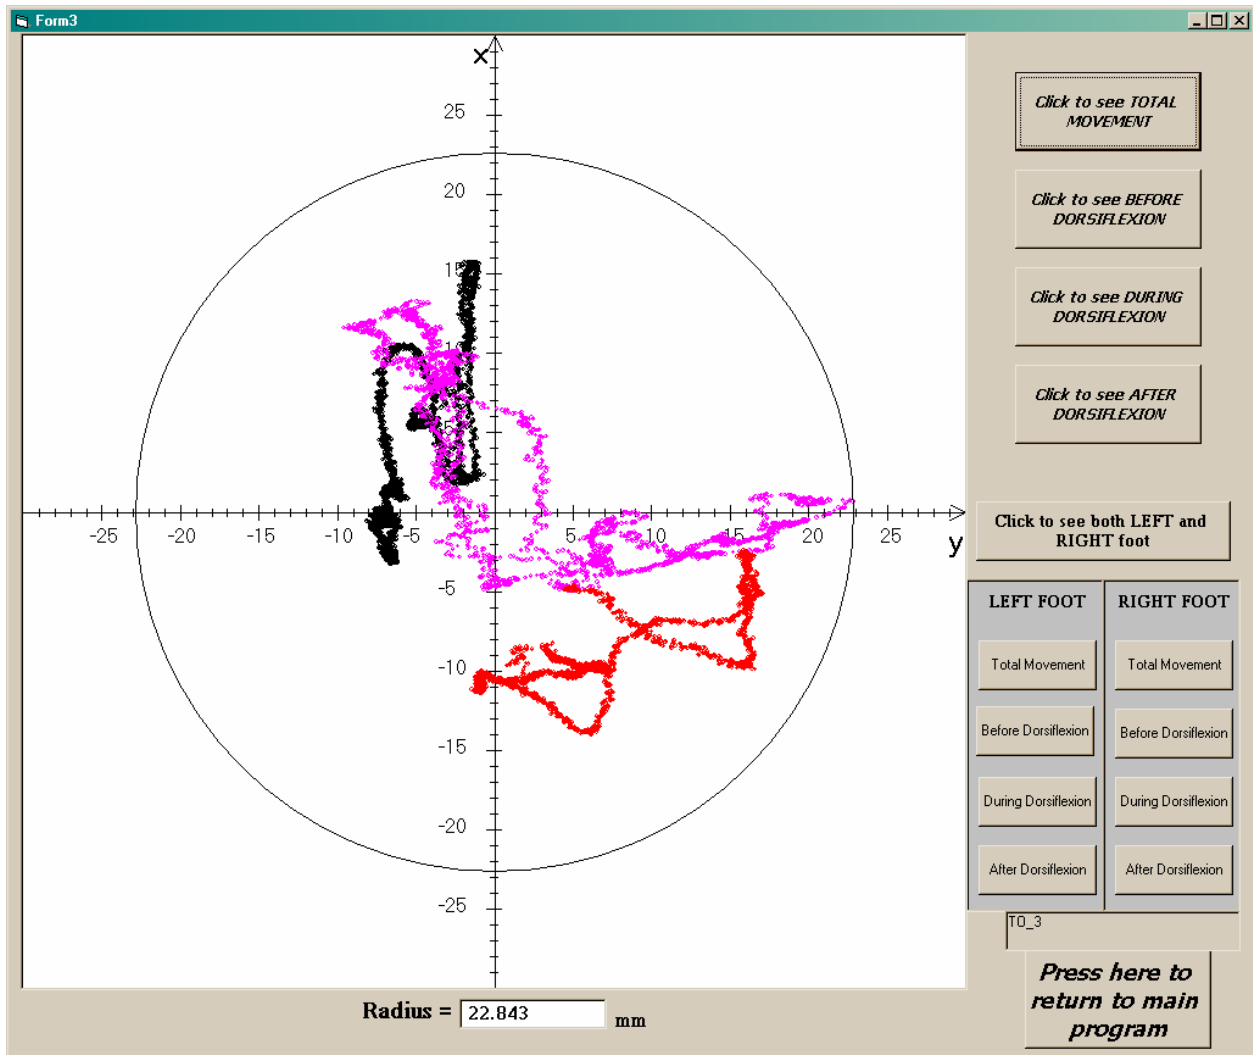 Form3
x
25
20
15
10
5
-25
-20
-15
-10
-5
5
10
15
20
25
y
-5
-10
-15
-20
-25
Radius =
22.843
mm
Click to see TOTAL
MOVEMENT
Click to see BEFORE
DORSIFLEXION
Click to see DURING
DORSIFLEXION
Click to see AFTER
DORSIFLEXION
Click to see both LEFT and
RIGHT foot
LEFT FOOT
RIGHT FOOT
Total Movement
Total Movement
Before Dorsiflexion
Before Dorsiflexion
During Dorsiflexion
During Dorsiflexion
After Dorsiflexion
After Dorsiflexion
TO_3
Press here to
return to main
program